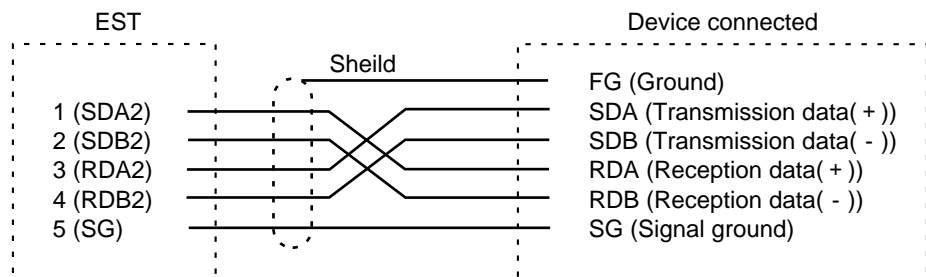 EST
Device connected
Sheild
FG (Ground)
1 (SDA2)
SDA (Transmission data( + ))
2 (SDB2)
SDB (Transmission data( - ))
3 (RDA2)
RDA (Reception data( + ))
4 (RDB2)
RDB (Reception data( - ))
5 (SG)
SG (Signal ground)